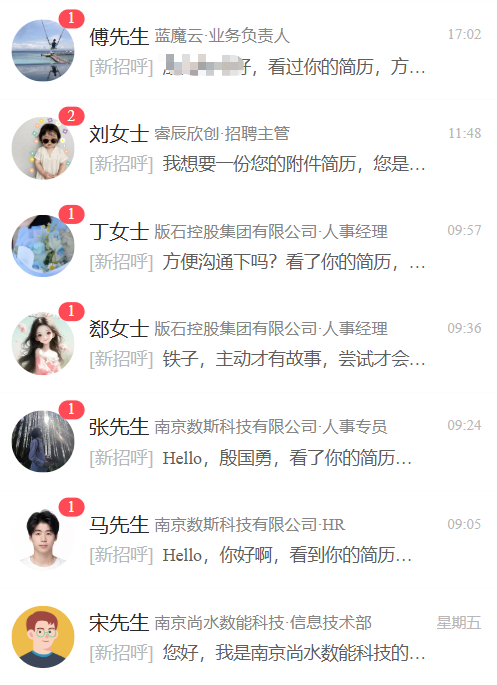 1
傅先生 蓝魔云·业务负责人 17:02
[新招呼] 好，看过你的简历，方…
2
刘女士 睿辰欣创·招聘主管 11:48
[新招呼] 我想要一份您的附件简历，您是…
1
丁女士 版石控股集团有限公司·人事经理 09:57
[新招呼] 方便沟通下吗？看了你的简历，…
1
郄女士 版石控股集团有限公司·人事经理 09:36
[新招呼] 铁子，主动才有故事，尝试才会…
1
张先生 南京数斯科技有限公司·人事专员 09:24
[新招呼] Hello，殷国勇，看了你的简历…
1
马先生 南京数斯科技有限公司·HR 09:05
[新招呼] Hello，你好啊，看到你的简历…
宋先生 南京尚水数能科技·信息技术部 星期五
[新招呼] 您好，我是南京尚水数能科技的…